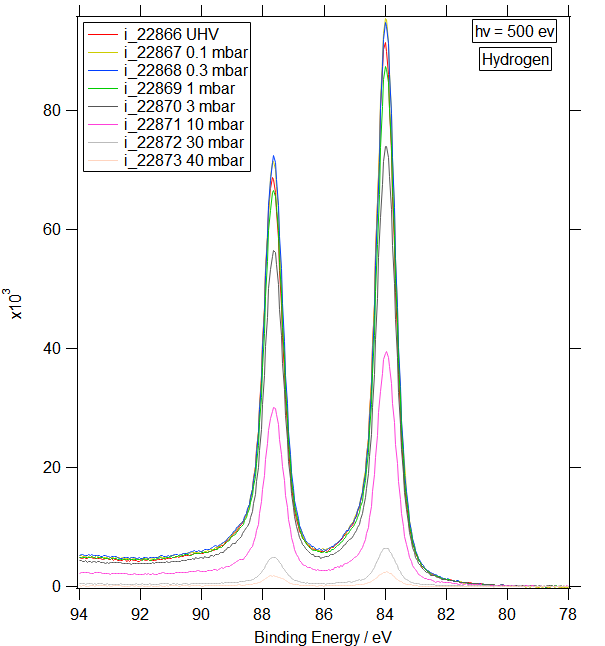 hv = 500 ev
Hydrogen
i_22866 UHV
i_22867 0.1 mbar
i_22868 0.3 mbar
i_22869 1 mbar
i_22870 3 mbar
i_22871 10 mbar
i_22872 30 mbar
i_22873 40 mbar
80
60
40
20
0
x10³
94 92 90 88 86 84 82 80 78
Binding Energy / eV